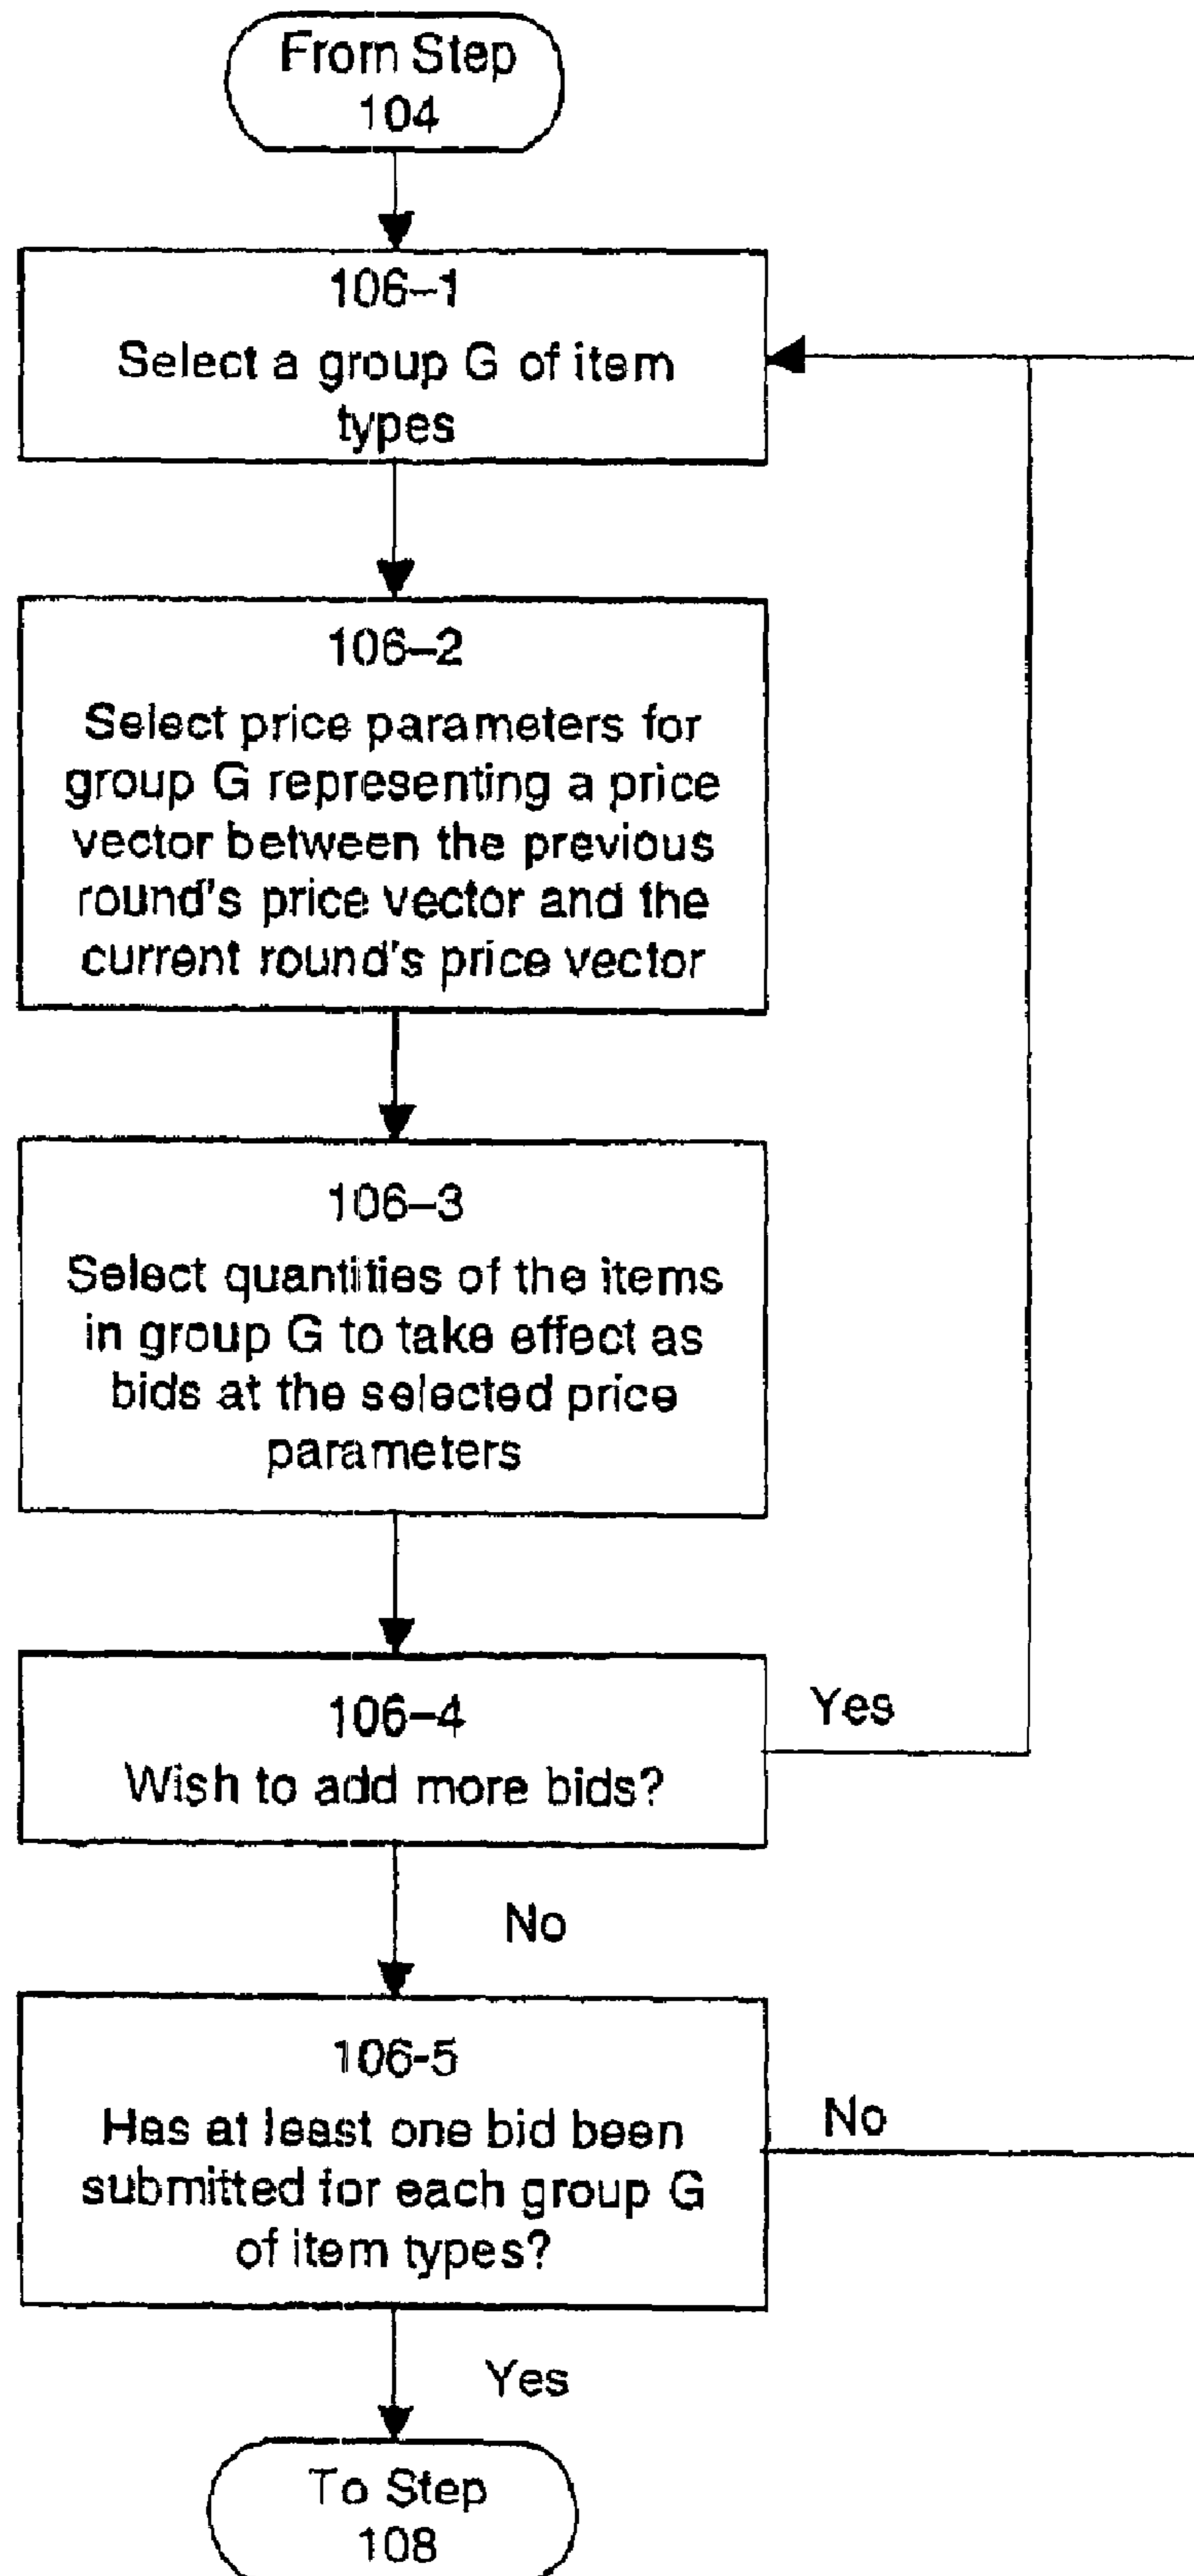 From Step
104
106–1
Select a group G of item
types
106–2
Select price parameters for
group G representing a price
vector between the previous
round's price vector and the
current round's price vector
106–3
Select quantities of the items
in group G to take effect as
bids at the selected price
parameters
106–4
Wish to add more bids?
Yes
No
106-5
Has at least one bid been
submitted for each group G
of item types?
No
Yes
To Step
108